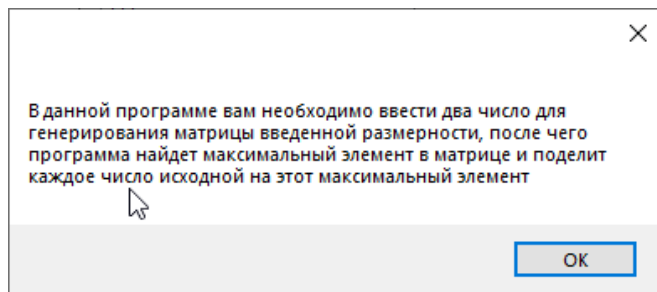 В данной программе вам необходимо ввести два число для
генерирования матрицы введенной размерности, после чего
программа найдет максимальный элемент в матрице и поделит
каждое число исходной на этот максимальный элемент
OK